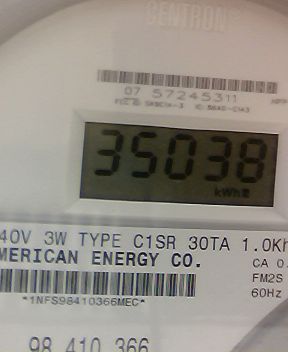 CENTRON
07 57245311
35038
kWh
40V 3W TYPE C1SR 30TA 1.0Kh
MERICAN ENERGY CO.
CA 0.
FM2S
60Hz
*1NFS98410366MEC*
98 410 366